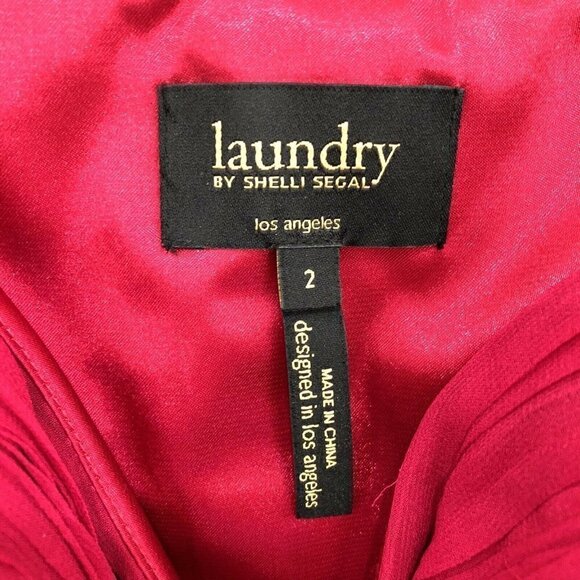 laundry
BY SHELLI SEGAL
los angeles
2
MADE IN CHINA
designed in los angeles